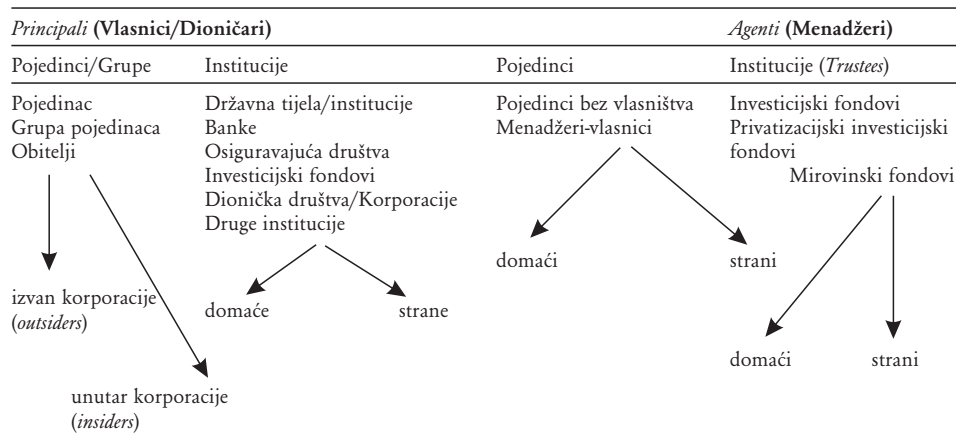 Principali (Vlasnici/Dioničari) Agenti (Menadžeri)
Pojedinci/Grupe Institucije Pojedinci Institucije (Trustees)
Pojedinac
Grupa pojedinaca
Obitelji
Državna tijela/institucije
Banke
Osiguravajuća društva
Investicijski fondovi
Dionička društva/Korporacije
Druge institucije
Pojedinci bez vlasništva
Menadžeri-vlasnici
Investicijski fondovi
Privatizacijski investicijski
fondovi
Mirovinski fondovi
izvan korporacije
(outsiders)
unutar korporacije
(insiders)
domaće strane
domaći strani
domaći strani